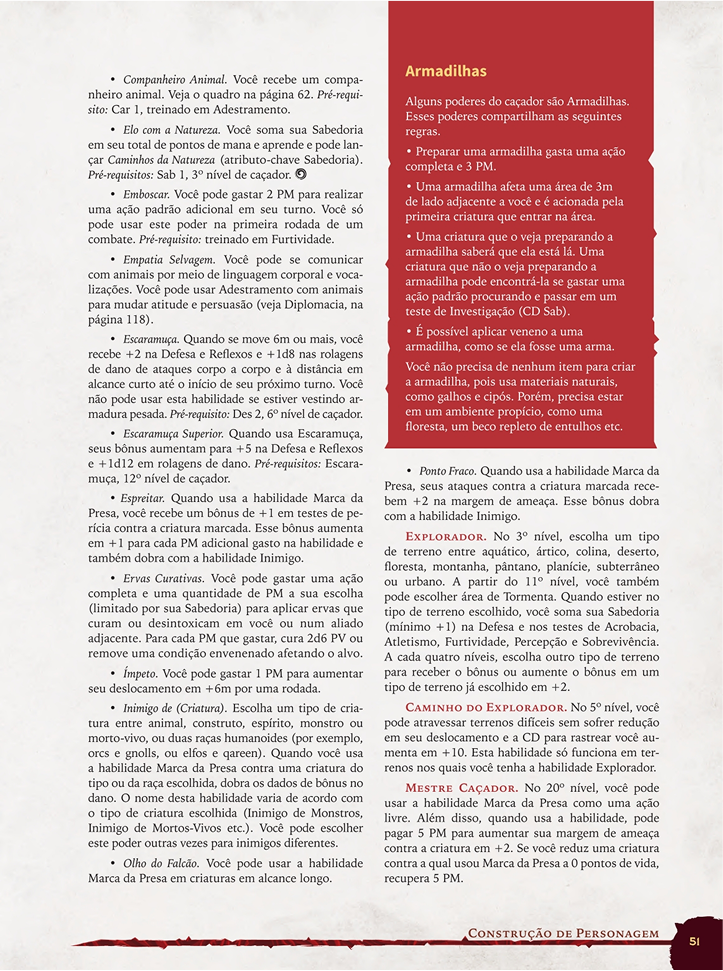 • Companheiro Animal. Você recebe um compa-
nheiro animal. Veja o quadro na página 62. Pré-requi-
sito: Car 1, treinado em Adestramento.
• Elo com a Natureza. Você soma sua Sabedoria
em seu total de pontos de mana e aprende e pode lan-
çar Caminhos da Natureza (atributo-chave Sabedoria).
Pré-requisitos: Sab 1, 3º nível de caçador.
• Emboscar. Você pode gastar 2 PM para realizar
uma ação padrão adicional em seu turno. Você só
pode usar este poder na primeira rodada de um
combate. Pré-requisito: treinado em Furtividade.
• Empatia Selvagem. Você pode se comunicar
com animais por meio de linguagem corporal e voca-
lizações. Você pode usar Adestramento com animais
para mudar atitude e persuasão (veja Diplomacia, na
página 118).
• Escaramuça. Quando se move 6m ou mais, você
recebe +2 na Defesa e Reflexos e +1d8 nas rolagens
de dano de ataques corpo a corpo e à distância em
alcance curto até o início de seu próximo turno. Você
não pode usar esta habilidade se estiver vestindo ar-
madura pesada. Pré-requisito: Des 2, 6º nível de caçador.
• Escaramuça Superior. Quando usa Escaramuça,
seus bônus aumentam para +5 na Defesa e Reflexos
e +1d12 em rolagens de dano. Pré-requisitos: Escara-
muça, 12º nível de caçador.
• Espreitar. Quando usa a habilidade Marca da
Presa, você recebe um bônus de +1 em testes de pe-
rícia contra a criatura marcada. Esse bônus aumenta
em +1 para cada PM adicional gasto na habilidade e
também dobra com a habilidade Inimigo.
• Ervas Curativas. Você pode gastar uma ação
completa e uma quantidade de PM a sua escolha
(limitado por sua Sabedoria) para aplicar ervas que
curam ou desintoxicam em você ou num aliado
adjacente. Para cada PM que gastar, cura 2d6 PV ou
remove uma condição envenenado afetando o alvo.
• Ímpeto. Você pode gastar 1 PM para aumentar
seu deslocamento em +6m por uma rodada.
• Inimigo de (Criatura). Escolha um tipo de cria-
tura entre animal, construto, espírito, monstro ou
morto-vivo, ou duas raças humanoides (por exemplo,
orcs e gnolls, ou elfos e qareen). Quando você usa
a habilidade Marca da Presa contra uma criatura do
tipo ou da raça escolhida, dobra os dados de bônus no
dano. O nome desta habilidade varia de acordo com
o tipo de criatura escolhida (Inimigo de Monstros,
Inimigo de Mortos-Vivos etc.). Você pode escolher
este poder outras vezes para inimigos diferentes.
• Olho do Falcão. Você pode usar a habilidade
Marca da Presa em criaturas em alcance longo.
Armadilhas
Alguns poderes do caçador são Armadilhas.
Esses poderes compartilham as seguintes
regras.
• Preparar uma armadilha gasta uma ação
completa e 3 PM.
• Uma armadilha afeta uma área de 3m
de lado adjacente a você e é acionada pela
primeira criatura que entrar na área.
• Uma criatura que o veja preparando a
armadilha saberá que ela está lá. Uma
criatura que não o veja preparando a
armadilha pode encontrá-la se gastar uma
ação padrão procurando e passar em um
teste de Investigação (CD Sab).
• É possível aplicar veneno a uma
armadilha, como se ela fosse uma arma.
Você não precisa de nenhum item para criar
a armadilha, pois usa materiais naturais,
como galhos e cipós. Porém, precisa estar
em um ambiente propício, como uma
floresta, um beco repleto de entulhos etc.
• Ponto Fraco. Quando usa a habilidade Marca da
Presa, seus ataques contra a criatura marcada rece-
bem +2 na margem de ameaça. Esse bônus dobra
com a habilidade Inimigo.
Explorador. No 3º nível, escolha um tipo
de terreno entre aquático, ártico, colina, deserto,
floresta, montanha, pântano, planície, subterrâneo
ou urbano. A partir do 11º nível, você também
pode escolher área de Tormenta. Quando estiver no
tipo de terreno escolhido, você soma sua Sabedoria
(mínimo +1) na Defesa e nos testes de Acrobacia,
Atletismo, Furtividade, Percepção e Sobrevivência.
A cada quatro níveis, escolha outro tipo de terreno
para receber o bônus ou aumente o bônus em um
tipo de terreno já escolhido em +2.
Caminho do Explorador. No 5º nível, você
pode atravessar terrenos difíceis sem sofrer redução
em seu deslocamento e a CD para rastrear você au-
menta em +10. Esta habilidade só funciona em ter-
renos nos quais você tenha a habilidade Explorador.
Mestre Caçador. No 20º nível, você pode
usar a habilidade Marca da Presa como uma ação
livre. Além disso, quando usa a habilidade, pode
pagar 5 PM para aumentar sua margem de ameaça
contra a criatura em +2. Se você reduz uma criatura
contra a qual usou Marca da Presa a 0 pontos de vida,
recupera 5 PM.
Construção de Personagem
51